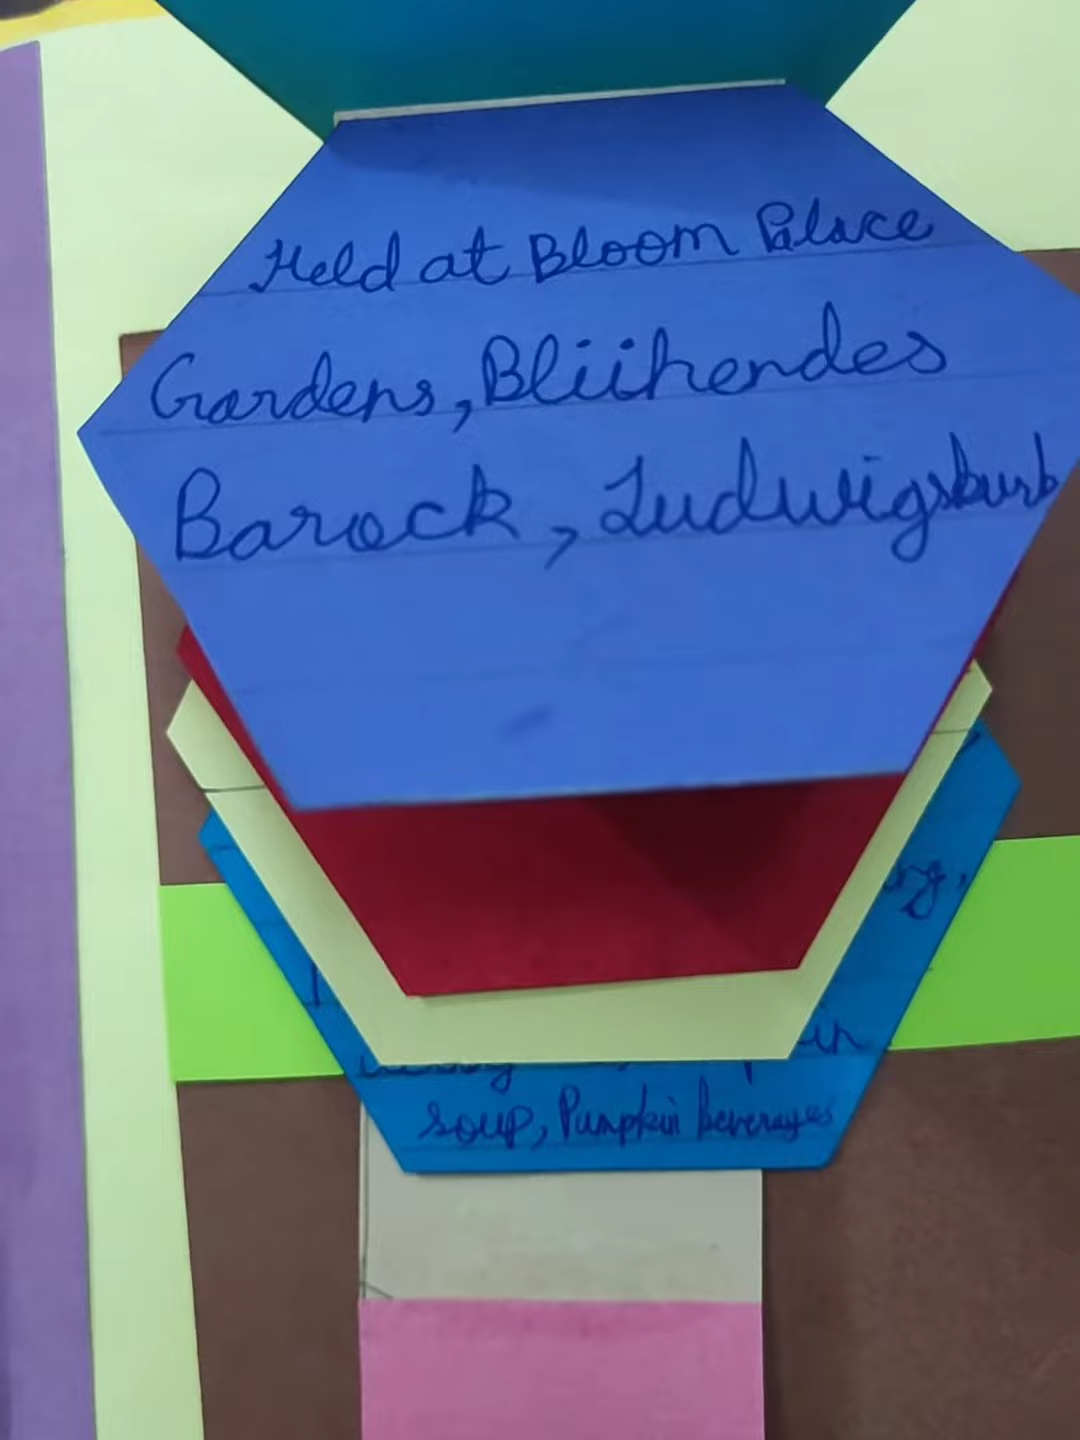 Held at Bloom Palace
Gardens, Blühendes
Barock, Ludwigsburb
soup, Pumpkin beverages